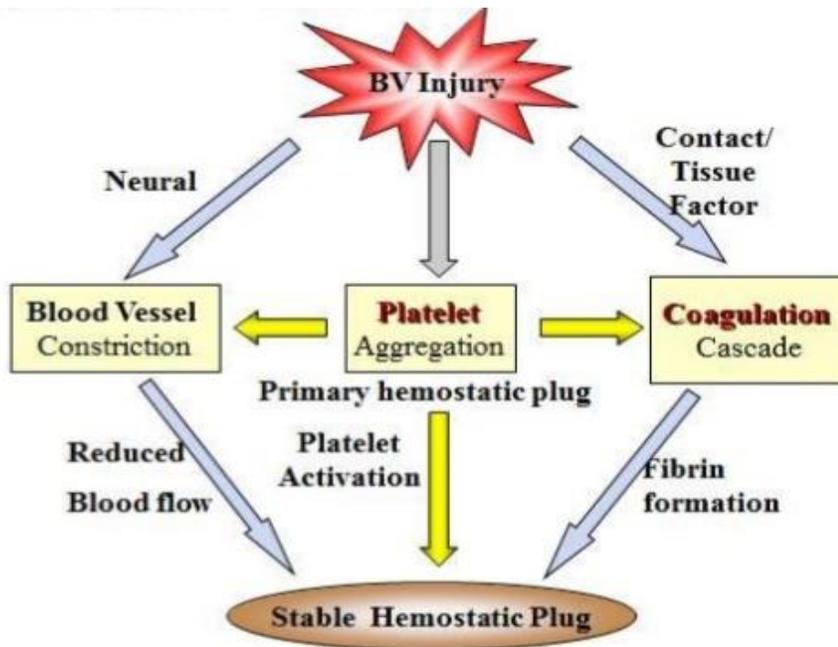 BV Injury
Neural
Contact/
Tissue
Factor
Blood Vessel
Constriction
Platelet
Aggregation
Coagulation
Cascade
Primary hemostatic plug
Reduced
Blood flow
Platelet
Activation
Fibrin
formation
Stable Hemostatic Plug